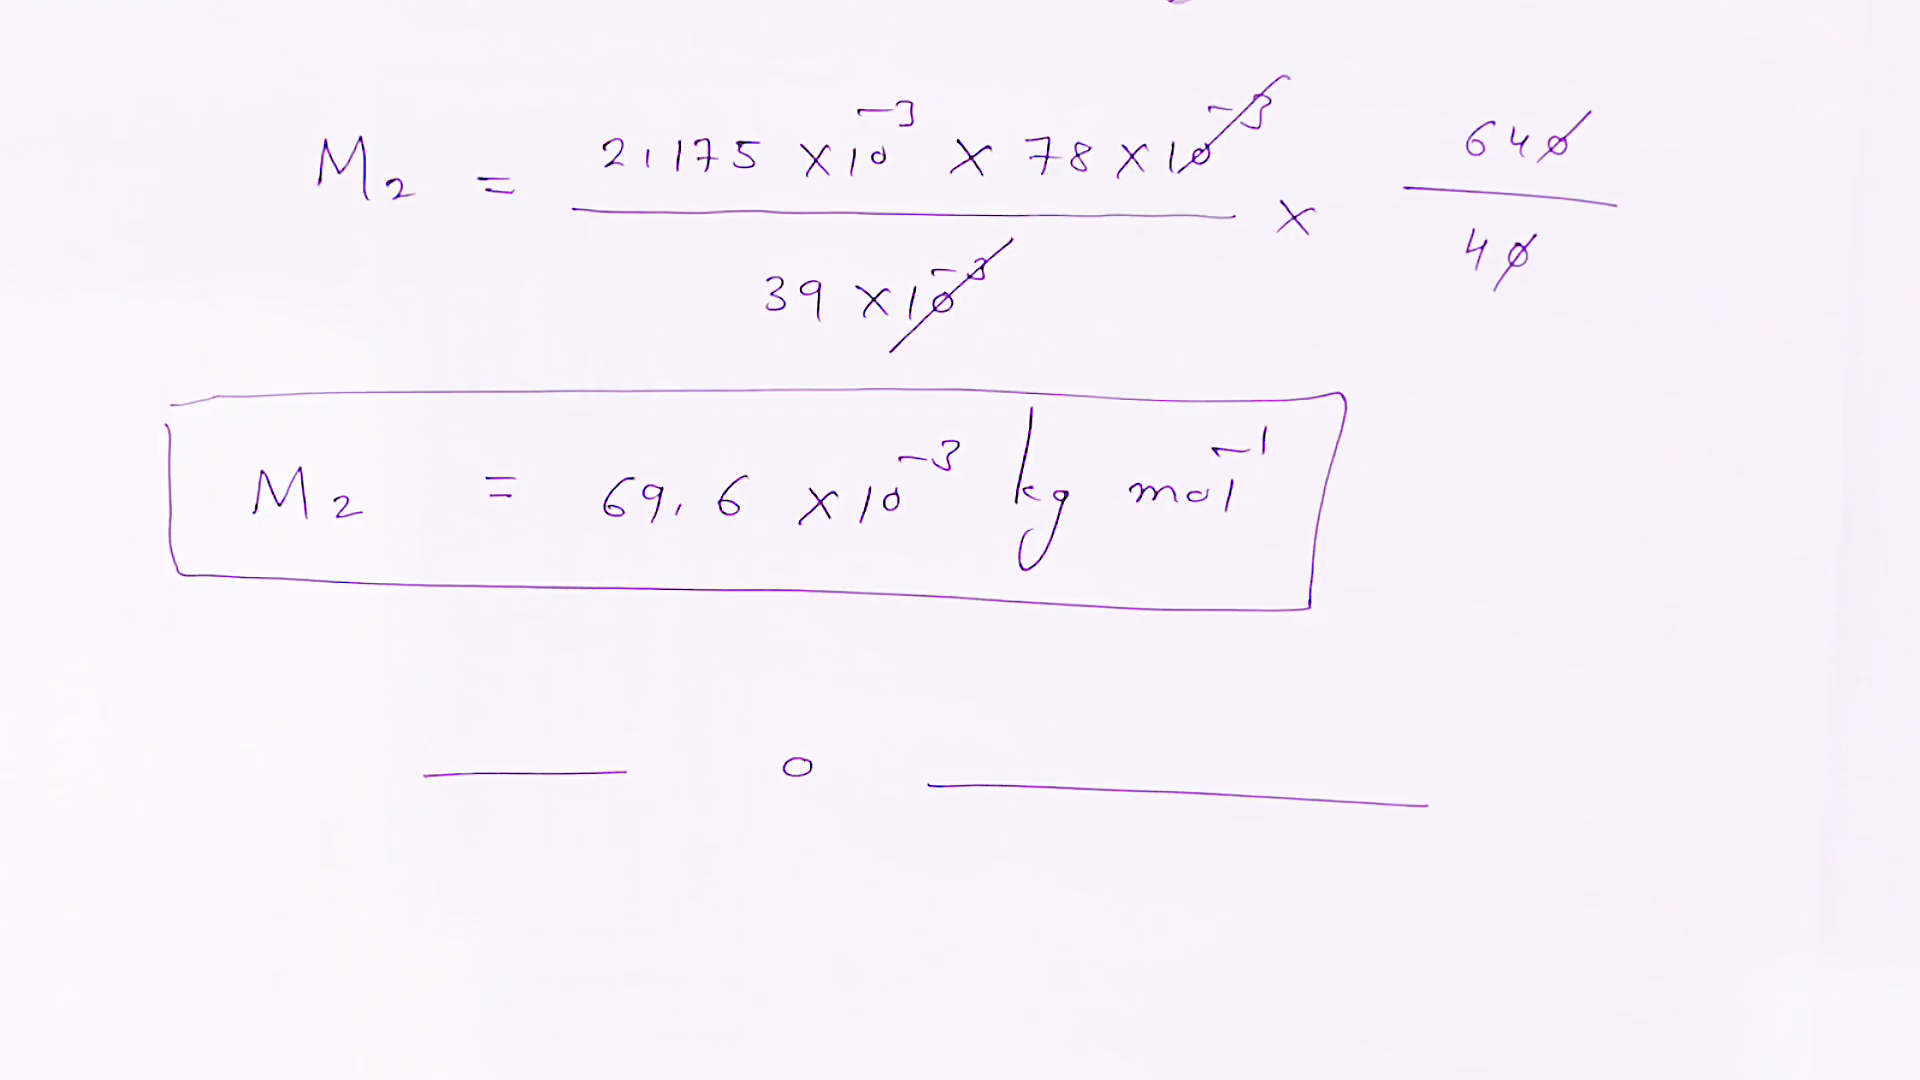 M₂ = (2.175 × 10⁻³ × 78 × 10⁻³) / (39 × 10⁻³) × 640 / 40
M₂ = 69.6 × 10⁻³ kg mol⁻¹